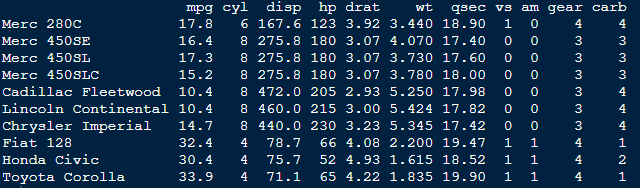 mpg cyl disp hp drat wt qsec vs am gear carb
Merc 280C 17.8 6 167.6 123 3.92 3.440 18.90 1 0 4 4
Merc 450SE 16.4 8 275.8 180 3.07 4.070 17.40 0 0 3 3
Merc 450SL 17.3 8 275.8 180 3.07 3.730 17.60 0 0 3 3
Merc 450SLC 15.2 8 275.8 180 3.07 3.780 18.00 0 0 3 3
Cadillac Fleetwood 10.4 8 472.0 205 2.93 5.250 17.98 0 0 3 4
Lincoln Continental 10.4 8 460.0 215 3.00 5.424 17.82 0 0 3 4
Chrysler Imperial 14.7 8 440.0 230 3.23 5.345 17.42 0 0 3 4
Fiat 128 32.4 4 78.7 66 4.08 2.200 19.47 1 1 4 1
Honda Civic 30.4 4 75.7 52 4.93 1.615 18.52 1 1 4 2
Toyota Corolla 33.9 4 71.1 65 4.22 1.835 19.90 1 1 4 1